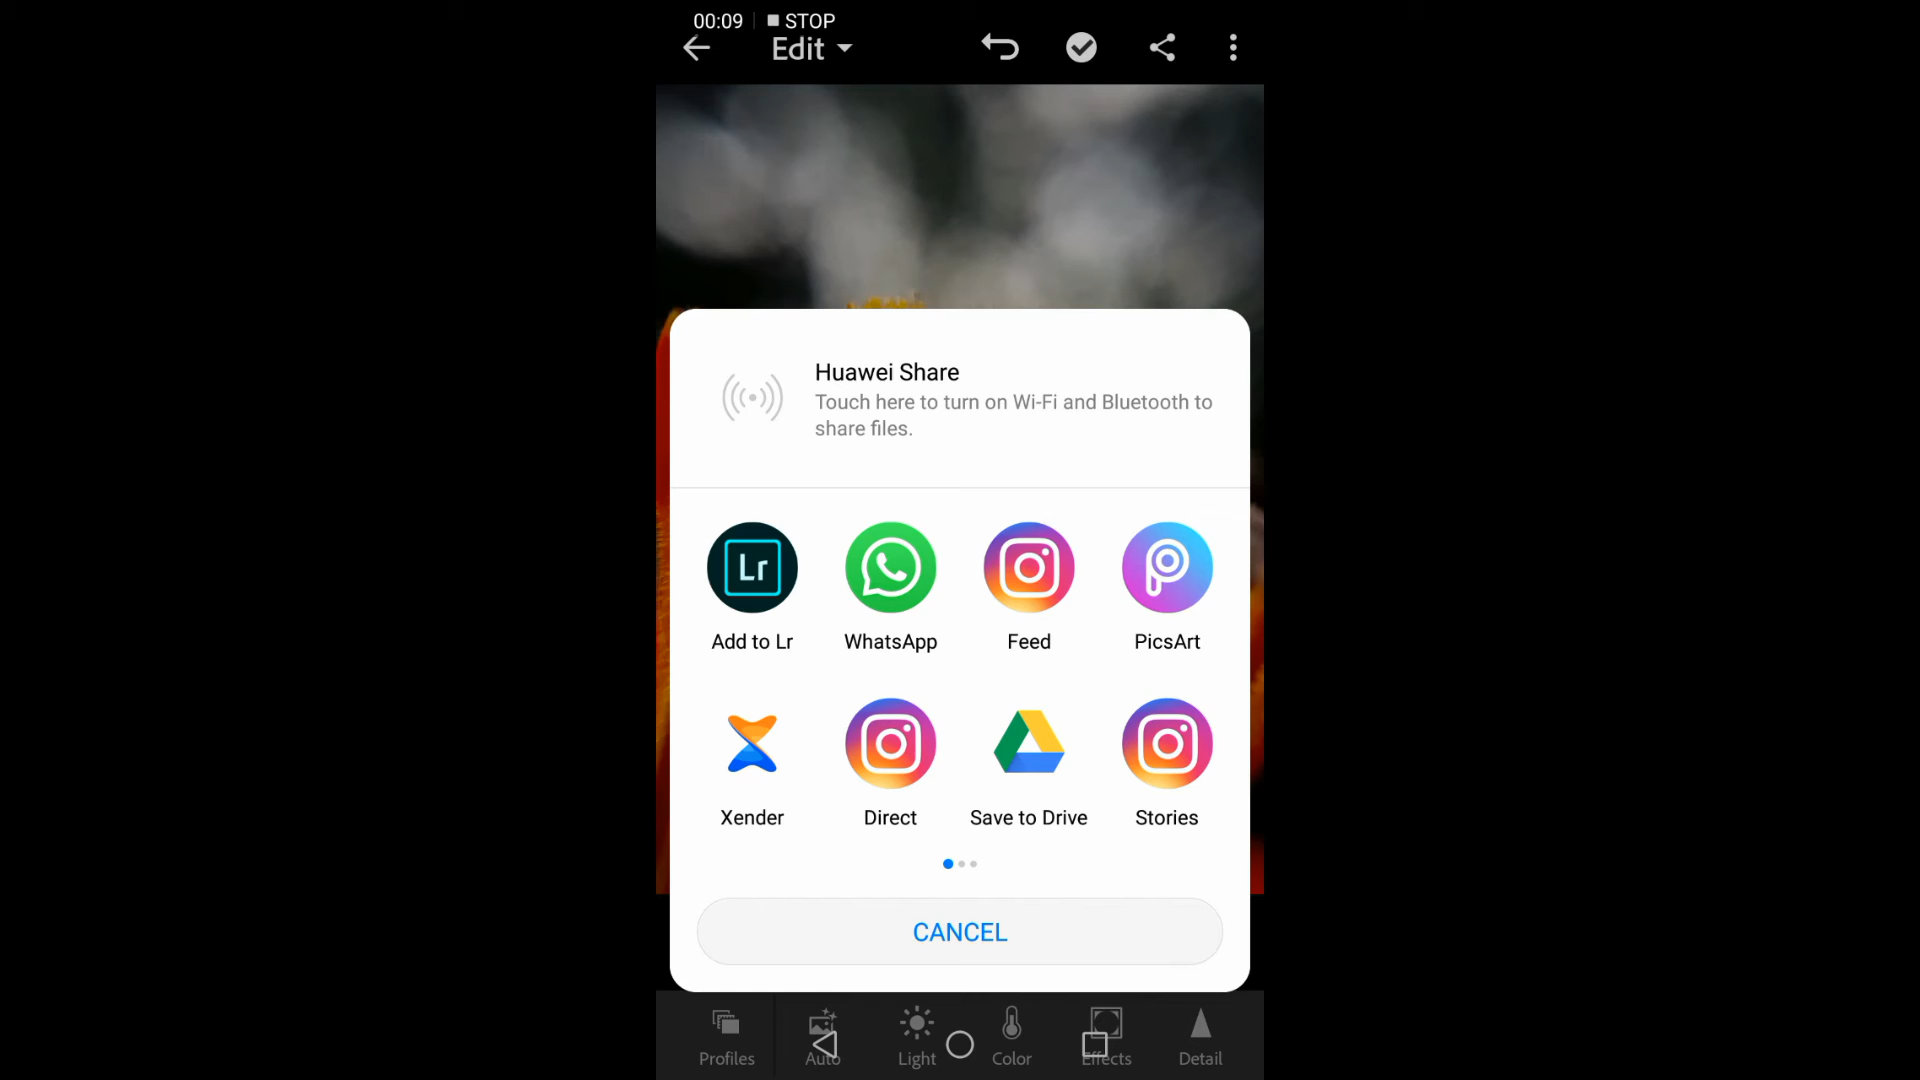 00:09 STOP
Edit
Huawei Share
Touch here to turn on Wi-Fi and Bluetooth to
share files.
Lr
Add to Lr WhatsApp Feed PicsArt
Xender Direct Save to Drive Stories
CANCEL
Profiles Auto Light Color Effects Detail